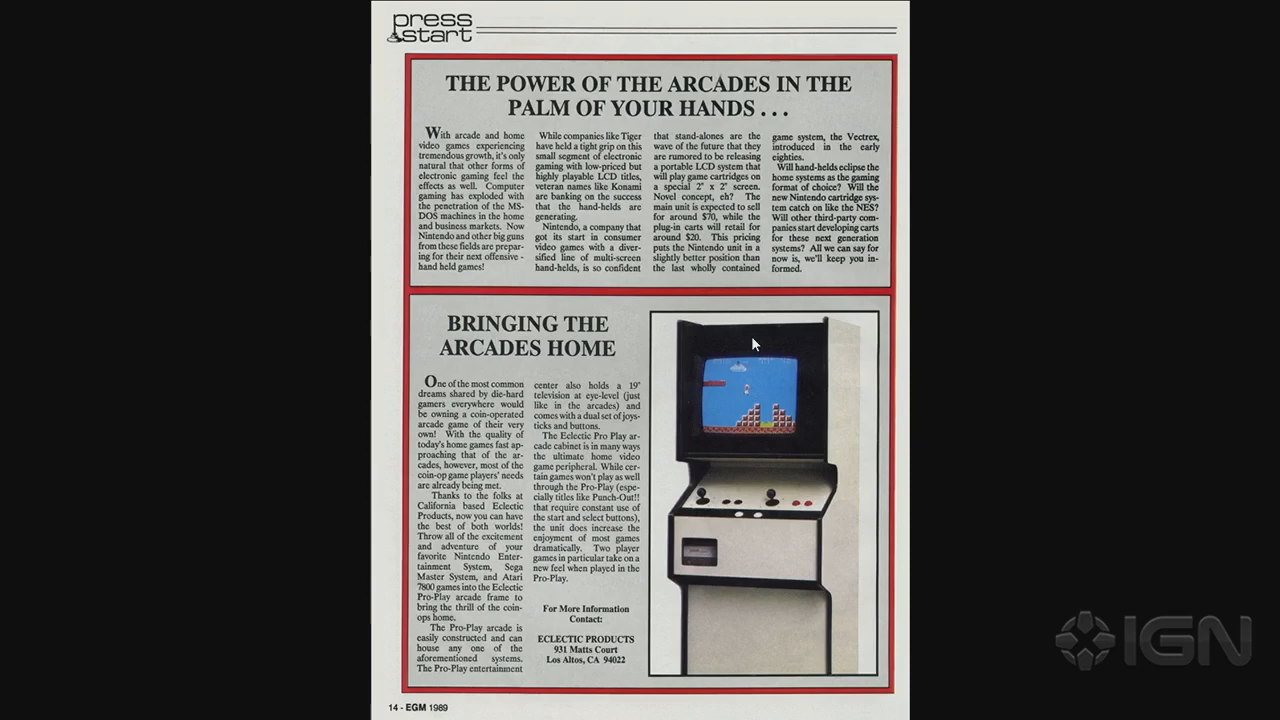 press
start
THE POWER OF THE ARCADES IN THE
PALM OF YOUR HANDS . . .
With arcade and home
video games experiencing
tremendous growth, it's only
natural that other forms of
electronic gaming feel the
effects as well. Computer
gaming has exploded with
the penetration of the MS-
DOS machines in the home
and business markets. Now
Nintendo and other big guns
from these fields are prepar-
ing for their next offensive -
hand held games!
While companies like Tiger
have held a tight grip on this
small segment of electronic
gaming with low-priced but
highly playable LCD titles,
veteran names like Konami
are banking on the success
that the hand-helds are
generating.
Nintendo, a company that
got its start in consumer
video games with a diver-
sified line of multi-screen
hand-helds, is so confident
that stand-alones are the
wave of the future that they
are rumored to be releasing
a portable LCD system that
will play game cartridges on
a special 2" x 2" screen.
Novel concept, eh? The
main unit is expected to sell
for around $70, while the
plug-in carts will retail for
around $20. This pricing
puts the Nintendo unit in a
slightly better position than
the last wholly contained
game system, the Vectrex,
introduced in the early
eighties.
Will hand-helds eclipse the
home systems as the gaming
format of choice? Will the
new Nintendo cartridge sys-
tem catch on like the NES?
Will other third-party com-
panies start developing carts
for these next generation
systems? All we can say for
now is, we'll keep you in-
formed.
BRINGING THE
ARCADES HOME
One of the most common
dreams shared by die-hard
gamers everywhere would
be owning a coin-operated
arcade game of their very
own! With the quality of
today's home games fast ap-
proaching that of the ar-
cades, however, most of the
coin-op game players' needs
are already being met.
Thanks to the folks at
California based Eclectic
Products, now you can have
the best of both worlds!
Throw all of the excitement
and adventure of your
favorite Nintendo Enter-
tainment System, Sega
Master System, and Atari
7800 games into the Eclectic
Pro-Play arcade frame to
bring the thrill of the coin-
ops home.
The Pro-Play arcade is
easily constructed and can
house any one of the
aforementioned systems.
The Pro-Play entertainment
center also holds a 19"
television at eye-level (just
like in the arcades) and
comes with a dual set of joys-
ticks and buttons.
The Eclectic Pro Play ar-
cade cabinet is in many ways
the ultimate home video
game peripheral. While cer-
tain games won't play as well
through the Pro-Play (espe-
cially titles like Punch-Out!!
that require constant use of
the start and select buttons),
the unit does increase the
enjoyment of most games
dramatically. Two player
games in particular take on a
new feel when played in the
Pro-Play.
For More Information
Contact:
ECLECTIC PRODUCTS
931 Matts Court
Los Altos, CA 94022
14 - EGM 1989
IGN